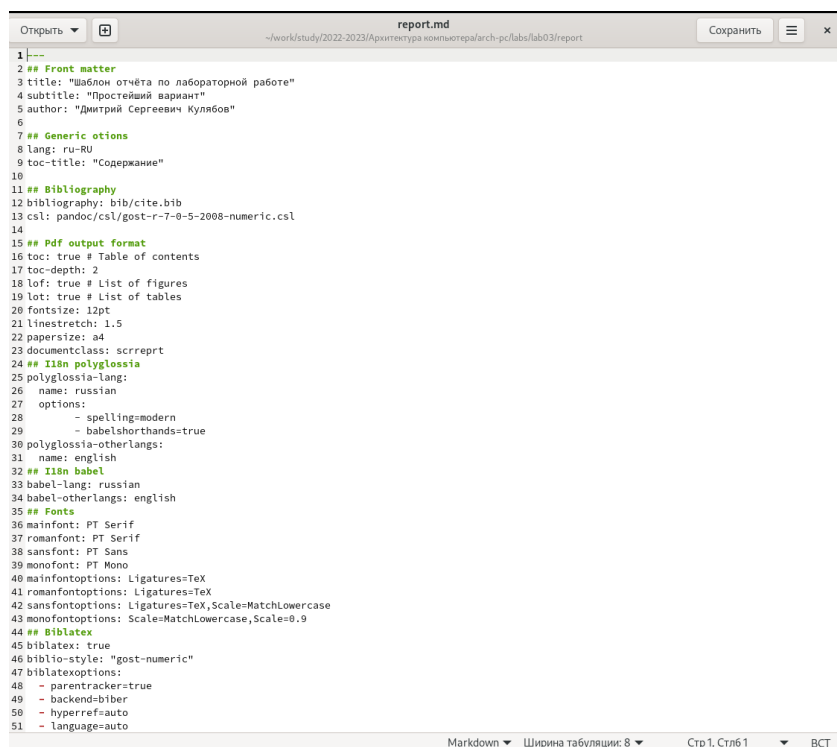 Открыть
report.md
~/work/study/2022-2023/Архитектура компьютера/arch-pc/labs/lab03/report
Сохранить
1 ---
2 ## Front matter
3 title: "Шаблон отчёта по лабораторной работе"
4 subtitle: "Простейший вариант"
5 author: "Дмитрий Сергеевич Кулябов"
6
7 ## Generic otions
8 lang: ru-RU
9 toc-title: "Содержание"
10
11 ## Bibliography
12 bibliography: bib/cite.bib
13 csl: pandoc/csl/gost-r-7-0-5-2008-numeric.csl
14
15 ## Pdf output format
16 toc: true # Table of contents
17 toc-depth: 2
18 lof: true # List of figures
19 lot: true # List of tables
20 fontsize: 12pt
21 linestretch: 1.5
22 papersize: a4
23 documentclass: scrreprt
24 ## I18n polyglossia
25 polyglossia-lang:
26   name: russian
27   options:
28         - spelling=modern
29         - babelshorthands=true
30 polyglossia-otherlangs:
31   name: english
32 ## I18n babel
33 babel-lang: russian
34 babel-otherlangs: english
35 ## Fonts
36 mainfont: PT Serif
37 romanfont: PT Serif
38 sansfont: PT Sans
39 monofont: PT Mono
40 mainfontoptions: Ligatures=TeX
41 romanfontoptions: Ligatures=TeX
42 sansfontoptions: Ligatures=TeX,Scale=MatchLowercase
43 monofontoptions: Scale=MatchLowercase,Scale=0.9
44 ## Biblatex
45 biblatex: true
46 biblio-style: "gost-numeric"
47 biblatexoptions:
48   - parentracker=true
49   - backend=biber
50   - hyperref=auto
51   - language=auto
Markdown Ширина табуляции: 8 Стр 1, Стлб 1 ВСТ